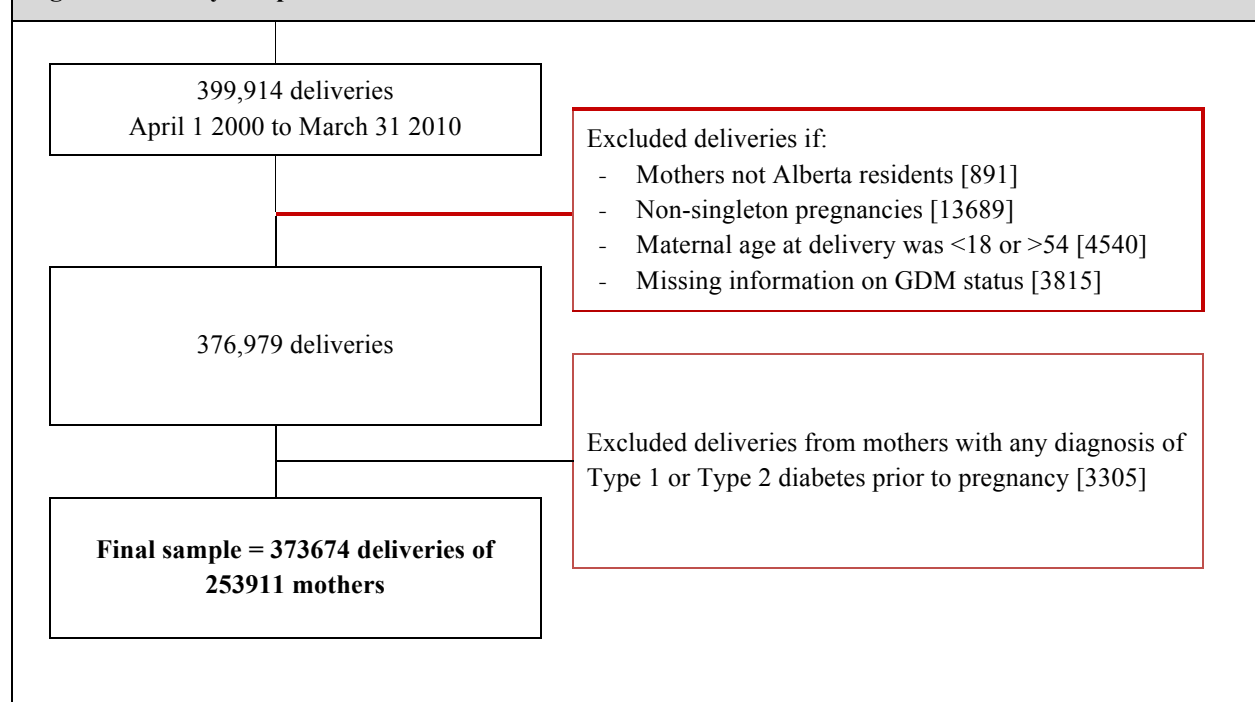 399,914 deliveries
April 1 2000 to March 31 2010
Excluded deliveries if:
- Mothers not Alberta residents [891]
- Non-singleton pregnancies [13689]
- Maternal age at delivery was <18 or >54 [4540]
- Missing information on GDM status [3815]
376,979 deliveries
Excluded deliveries from mothers with any diagnosis of
Type 1 or Type 2 diabetes prior to pregnancy [3305]
Final sample = 373674 deliveries of
253911 mothers